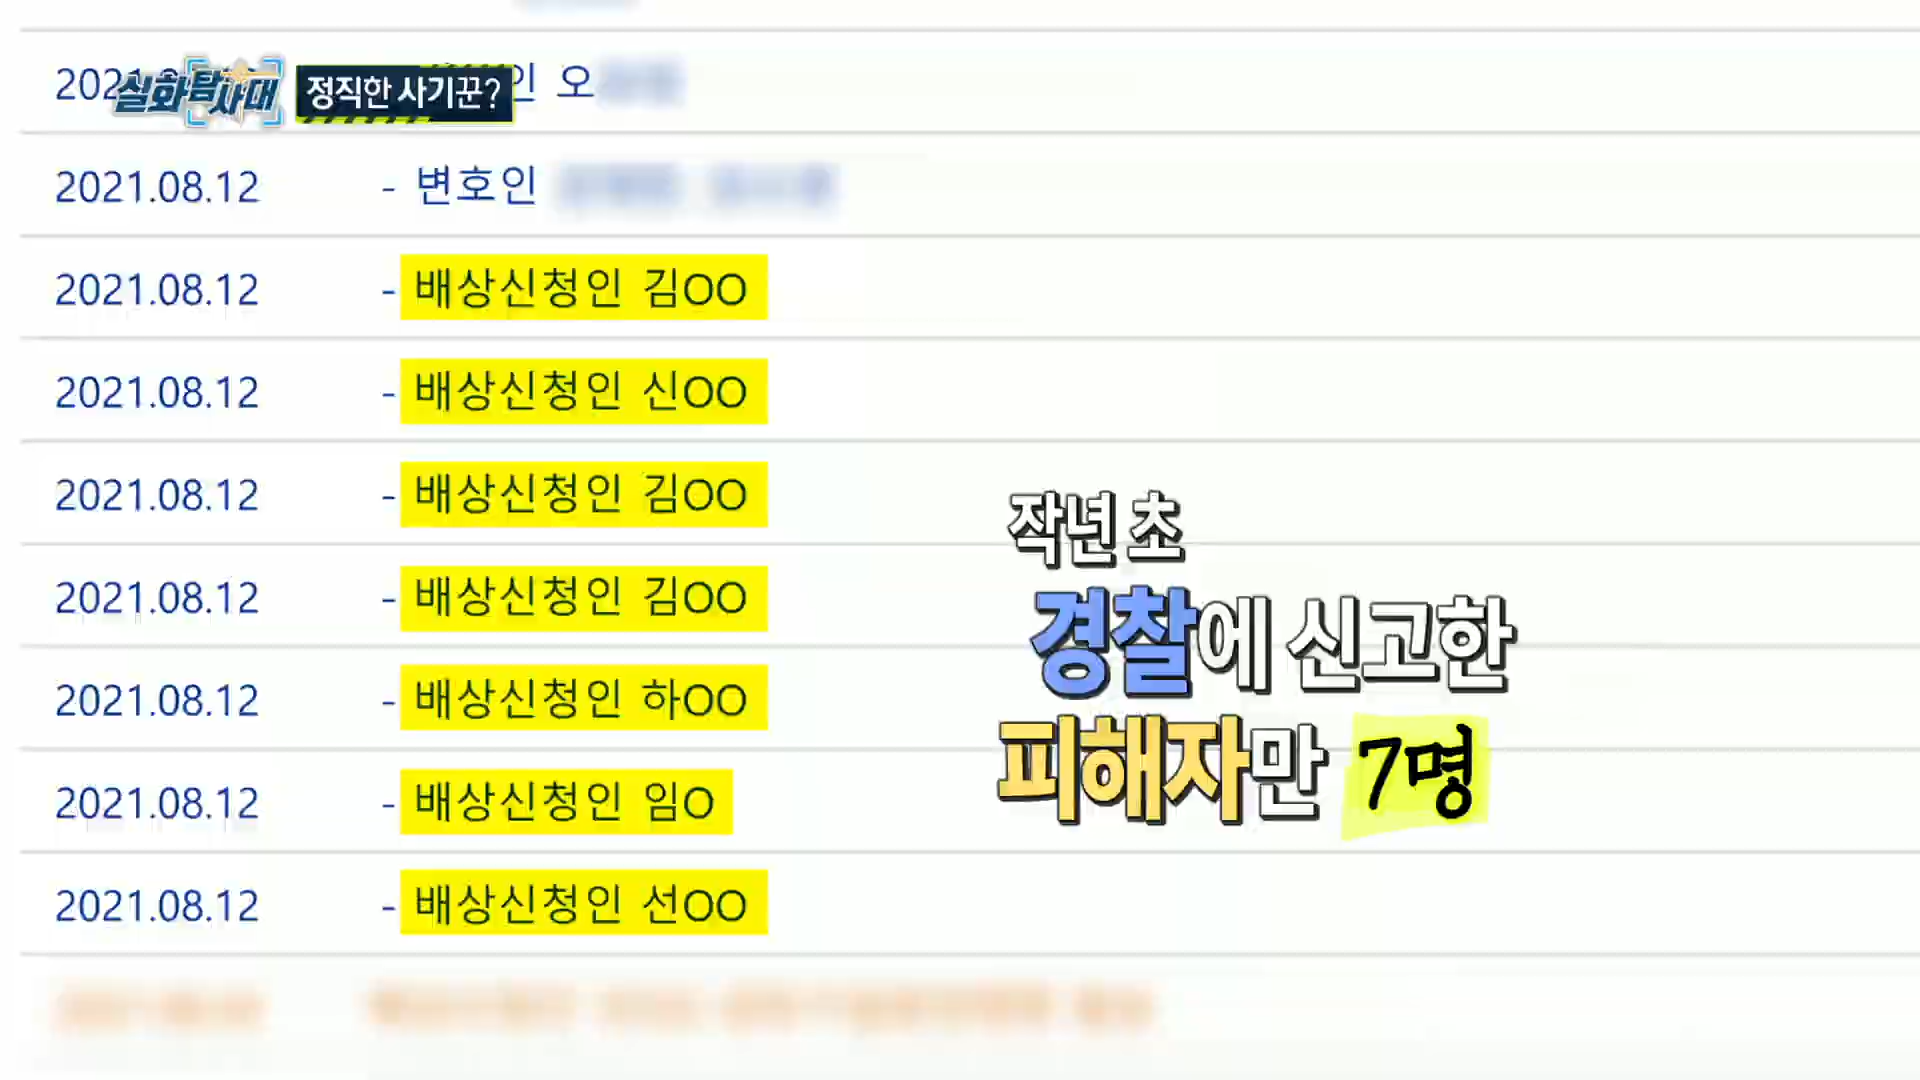 실화탐사대 정직한 사기꾼?
인 오
2021.08.12 - 변호인
2021.08.12 - 배상신청인 김OO
2021.08.12 - 배상신청인 신OO
2021.08.12 - 배상신청인 김OO
2021.08.12 - 배상신청인 김OO
2021.08.12 - 배상신청인 하OO
2021.08.12 - 배상신청인 임O
2021.08.12 - 배상신청인 선OO
작년 초
경찰에 신고한
피해자만 7명